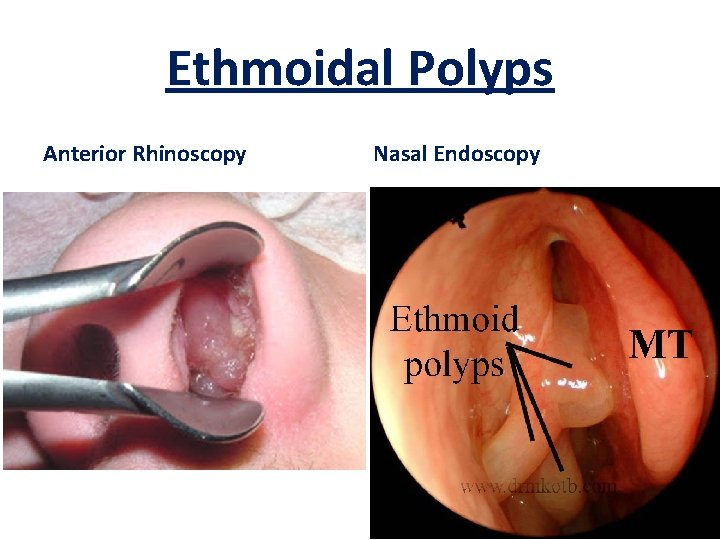 Ethmoidal Polyps
Anterior Rhinoscopy
Nasal Endoscopy
Ethmoid
polyps
MT
www.drmkotb.com